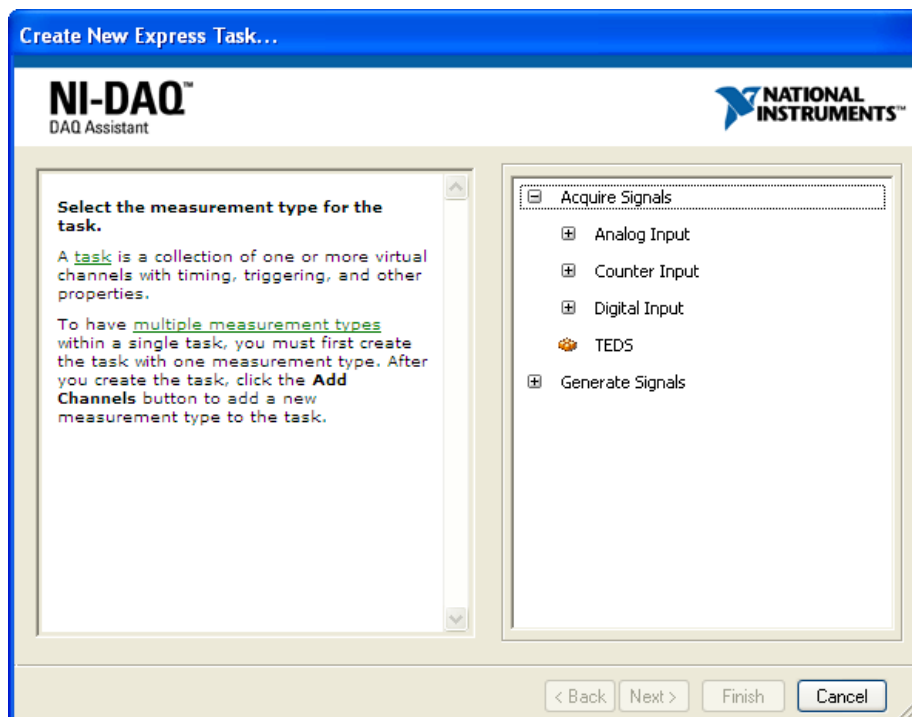 Create New Express Task...
NI-DAQ™
DAQ Assistant
NATIONAL
INSTRUMENTS™
Select the measurement type for the
task.
A task is a collection of one or more virtual
channels with timing, triggering, and other
properties.
To have multiple measurement types
within a single task, you must first create
the task with one measurement type. After
you create the task, click the Add
Channels button to add a new
measurement type to the task.
Acquire Signals
Analog Input
Counter Input
Digital Input
TEDS
Generate Signals
< Back Next > Finish Cancel